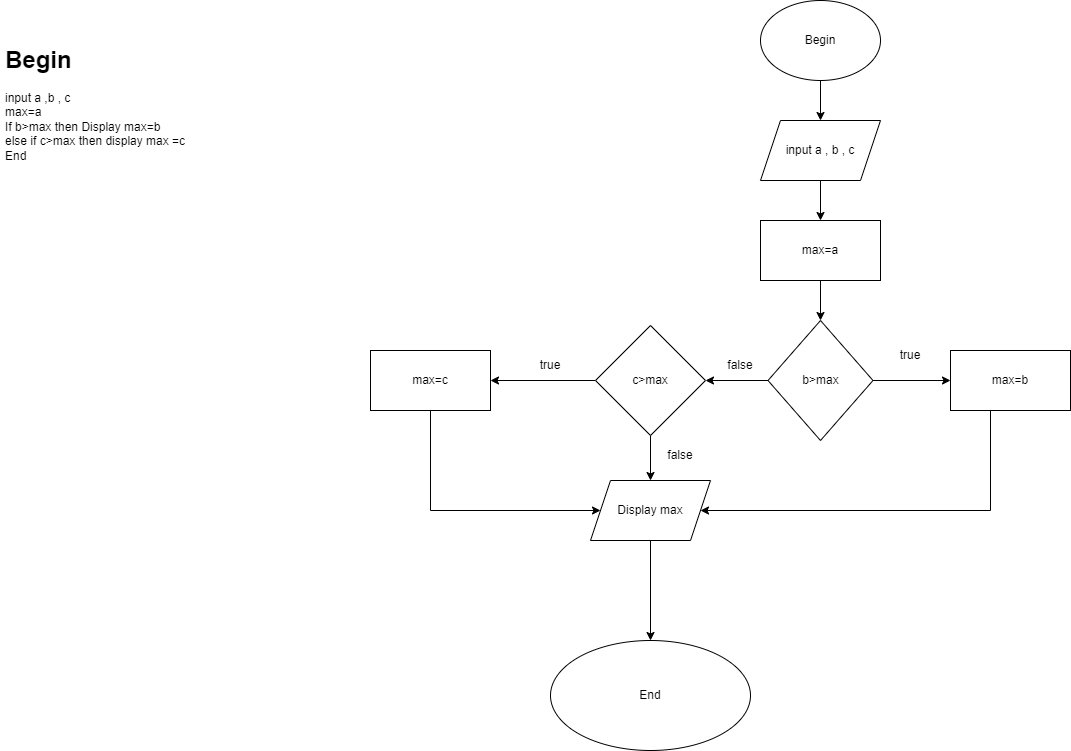 Begin
input a ,b , c
max=a
If b>max then Display max=b
else if c>max then display max =c
End
Begin
input a , b , c
max=a
true
false
true
max=c
c>max
b>max
max=b
false
Display max
End